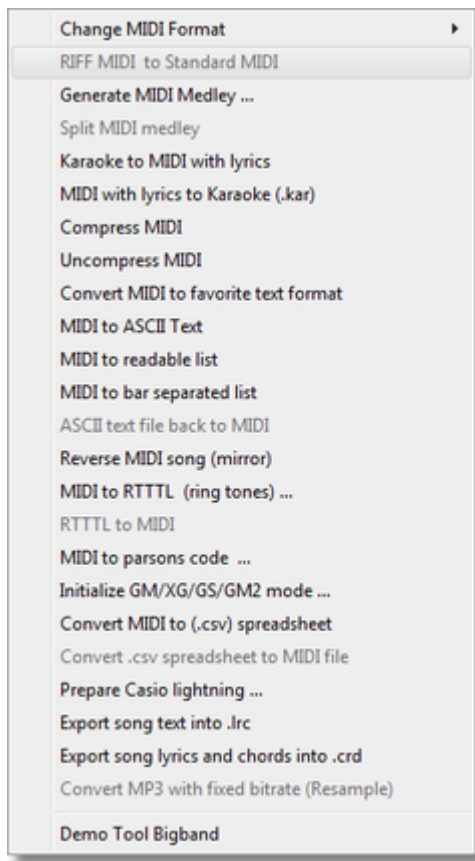 Change MIDI Format
RIFF MIDI to Standard MIDI
Generate MIDI Medley ...
Split MIDI medley
Karaoke to MIDI with lyrics
MIDI with lyrics to Karaoke (.kar)
Compress MIDI
Uncompress MIDI
Convert MIDI to favorite text format
MIDI to ASCII Text
MIDI to readable list
MIDI to bar separated list
ASCII text file back to MIDI
Reverse MIDI song (mirror)
MIDI to RTTTL (ring tones) ...
RTTTL to MIDI
MIDI to parsons code ...
Initialize GM/XG/GS/GM2 mode ...
Convert MIDI to (.csv) spreadsheet
Convert .csv spreadsheet to MIDI file
Prepare Casio lightning ...
Export song text into .lrc
Export song lyrics and chords into .crd
Convert MP3 with fixed bitrate (Resample)
Demo Tool Bigband